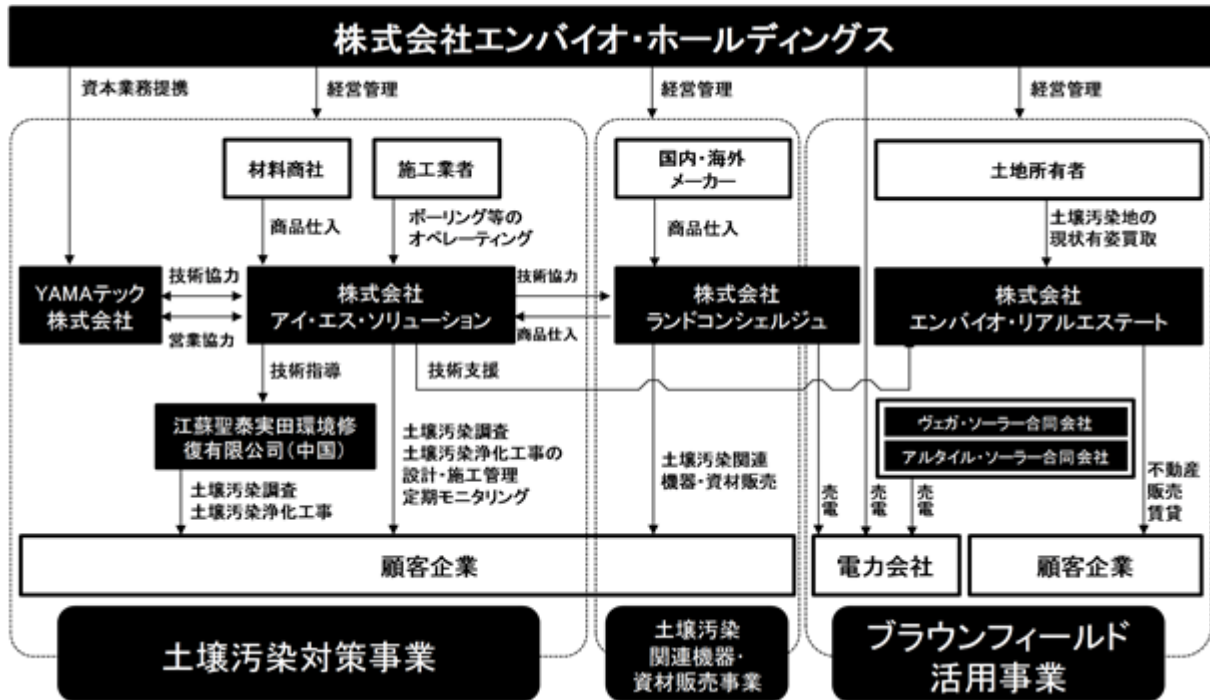 株式会社エンバイオ・ホールディングス
資本業務提携
経営管理
経営管理
経営管理
材料商社
施工業者
国内・海外
メーカー
土地所有者
商品仕入
ボーリング等の
オペレーティング
商品仕入
土壌汚染地の
現状有姿買取
YAMAテック
株式会社
技術協力
営業協力
株式会社
アイ・エス・ソリューション
技術協力
商品仕入
株式会社
ランドコンシェルジュ
株式会社
エンバイオ・リアルエステート
技術指導
技術支援
江蘇聖泰実田環境修
復有限公司(中国)
土壌汚染調査
土壌汚染浄化工事の
設計・施工管理
定期モニタリング
土壌汚染関連
機器・資材販売
ヴェガ・ソーラー合同会社
アルタイル・ソーラー合同会社
土壌汚染調査
土壌汚染浄化工事
売電
売電
売電
不動産
販売
賃貸
顧客企業
電力会社
顧客企業
土壌汚染対策事業
土壌汚染
関連機器・
資材販売事業
ブラウンフィールド
活用事業